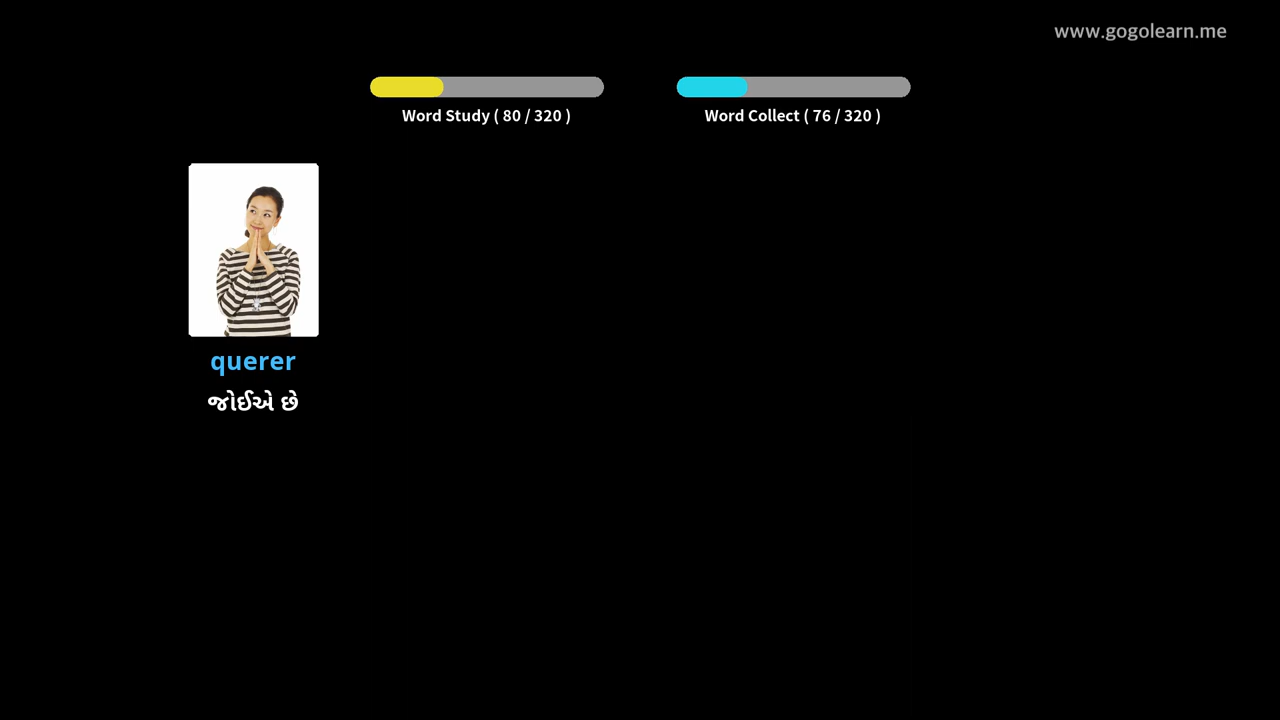 www.gogolearn.me
Word Study ( 80 / 320 )
Word Collect ( 76 / 320 )
querer
જોઈએ છે